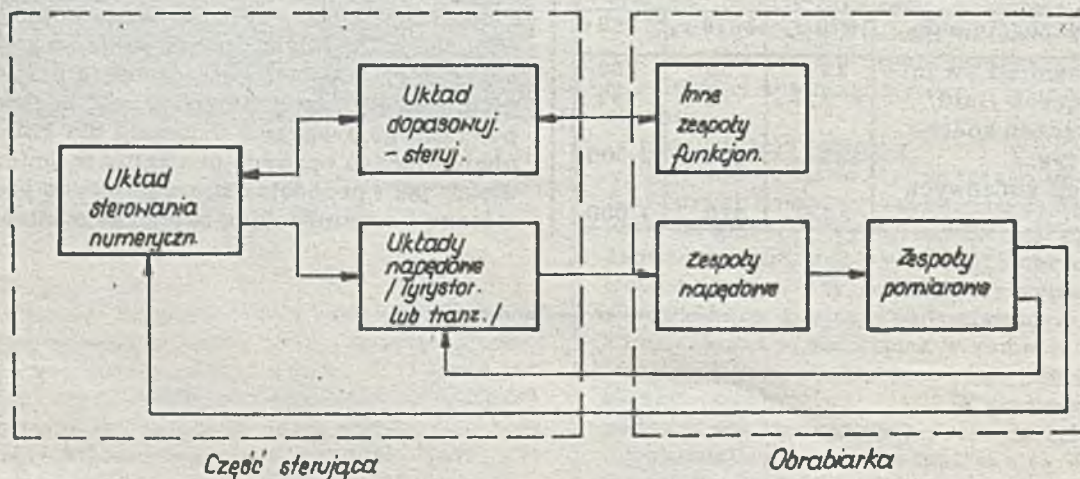 Układ
dopasowuj.
- steruj.
Inne
zespoły
funkcjon.
Układ
sterowania
numeryczn.
Układy
napędowe
/Tyrystor.
lub tranz./
Zespoły
napędowe
Zespoły
pomiarowe
Część sterująca
Obrabiarka